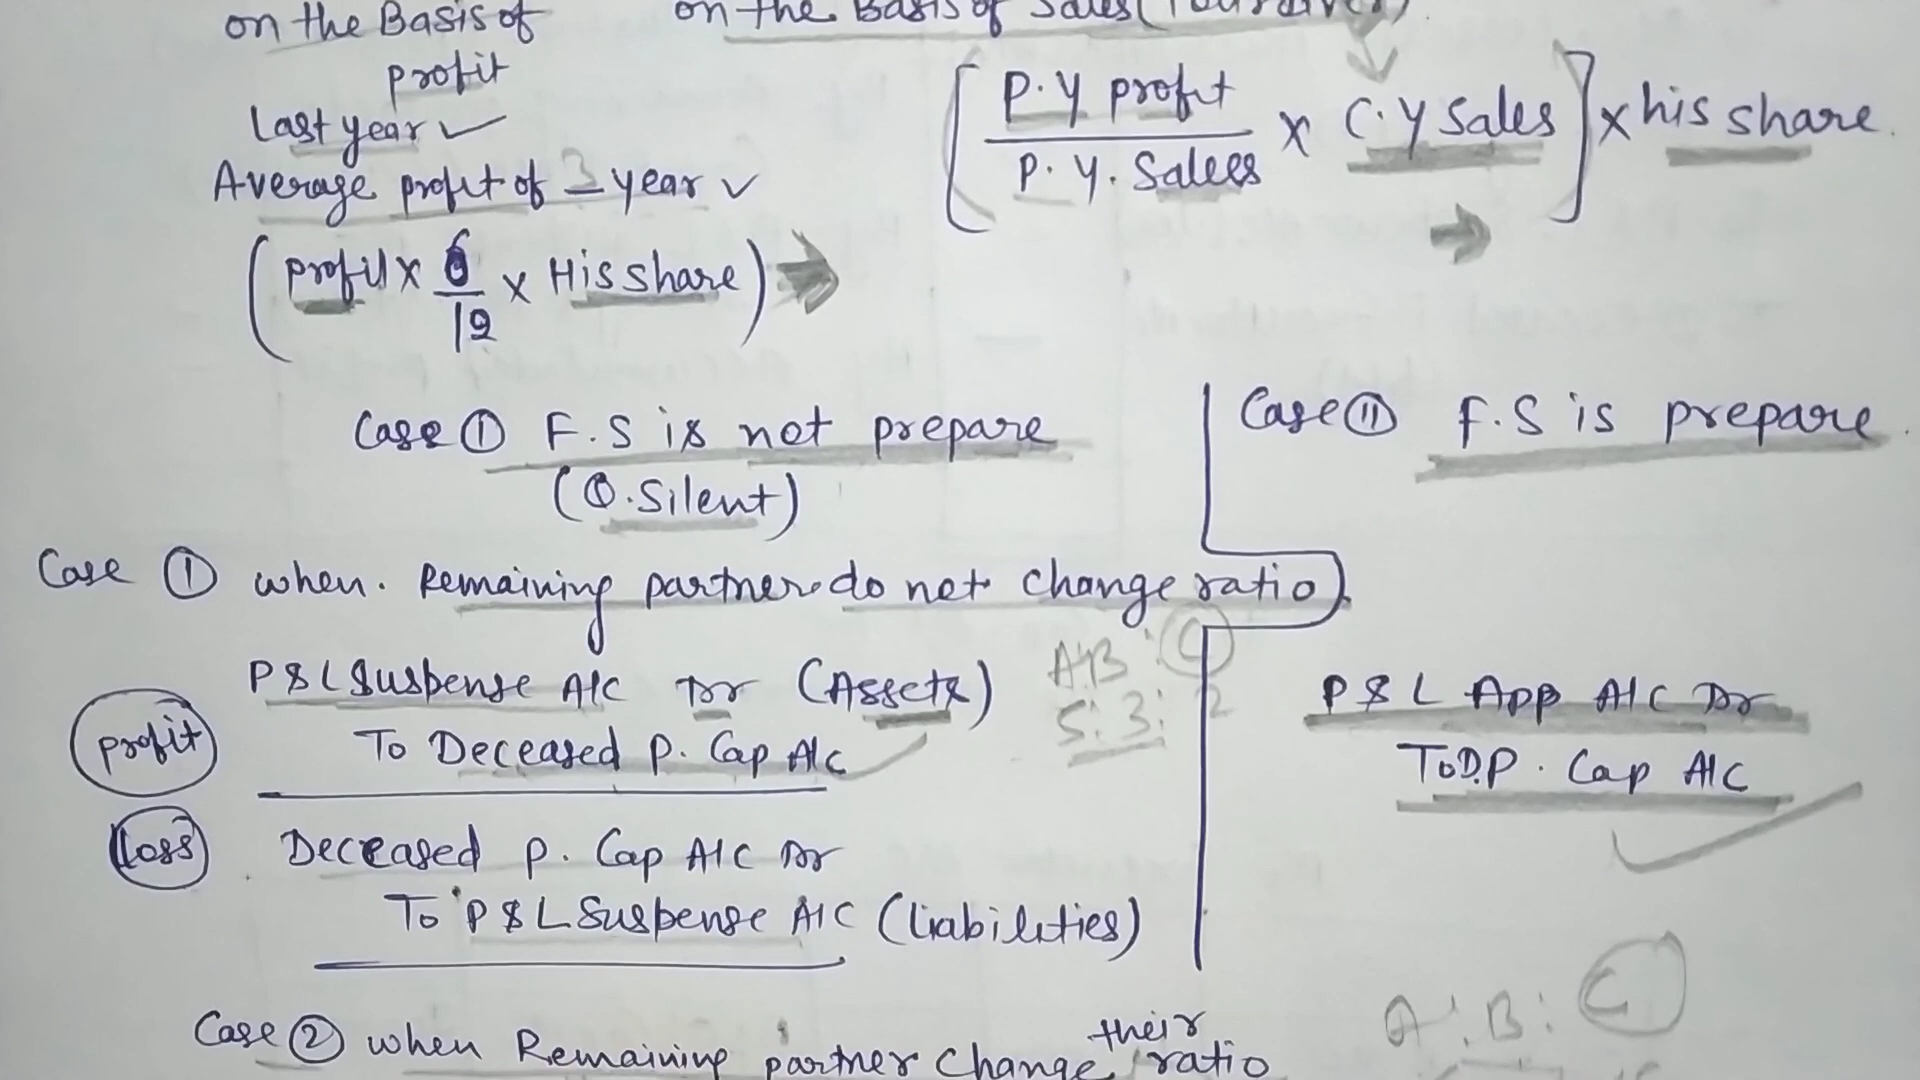 on the Basis of
profit
Last year ✓
Average profit of 3 year ✓
(profit x 6/12 x His share)
on the Basis of Sales (Tourover)
[P.Y profit / P.Y. Salees x C.Y Sales] x his share
Case ① F.S is not prepare
(Q.Silent)
Case ⑪ F.S is prepare
Case ① when. Remaining partner do not change ratio)
A:B:C
5:3:2
profit
P&L Suspense A/C Dr (Assets)
To Deceased P. Cap A/C
loss
Deceased P. Cap A/C Dr
To P&L Suspense A/C (Liabilities)
P&L App A/C Dr
To D.P. Cap A/C
A:B:C
Case ② when Remaining partner Change their ratio